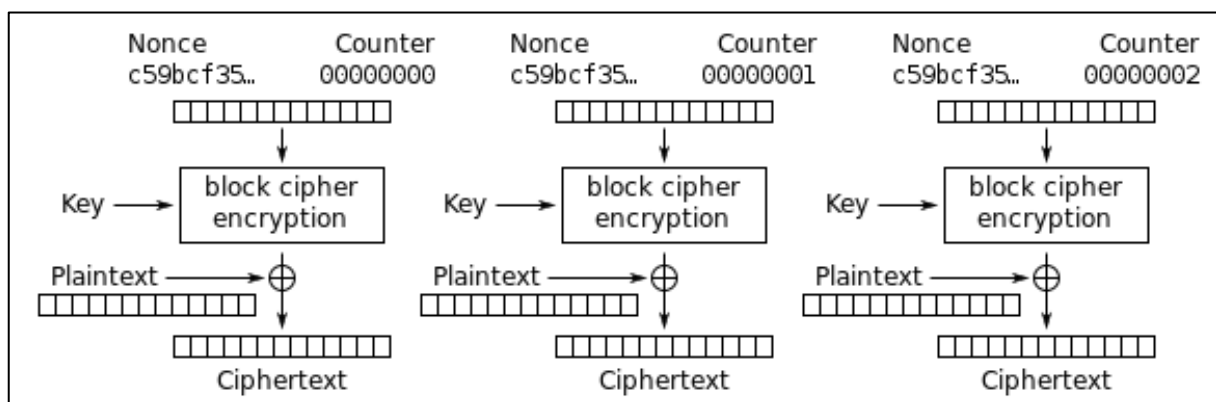 Nonce Counter Nonce Counter Nonce Counter
c59bcf35… 00000000 c59bcf35… 00000001 c59bcf35… 00000002
block cipher block cipher block cipher
Key Key Key
encryption encryption encryption
Plaintext Plaintext Plaintext
Ciphertext Ciphertext Ciphertext